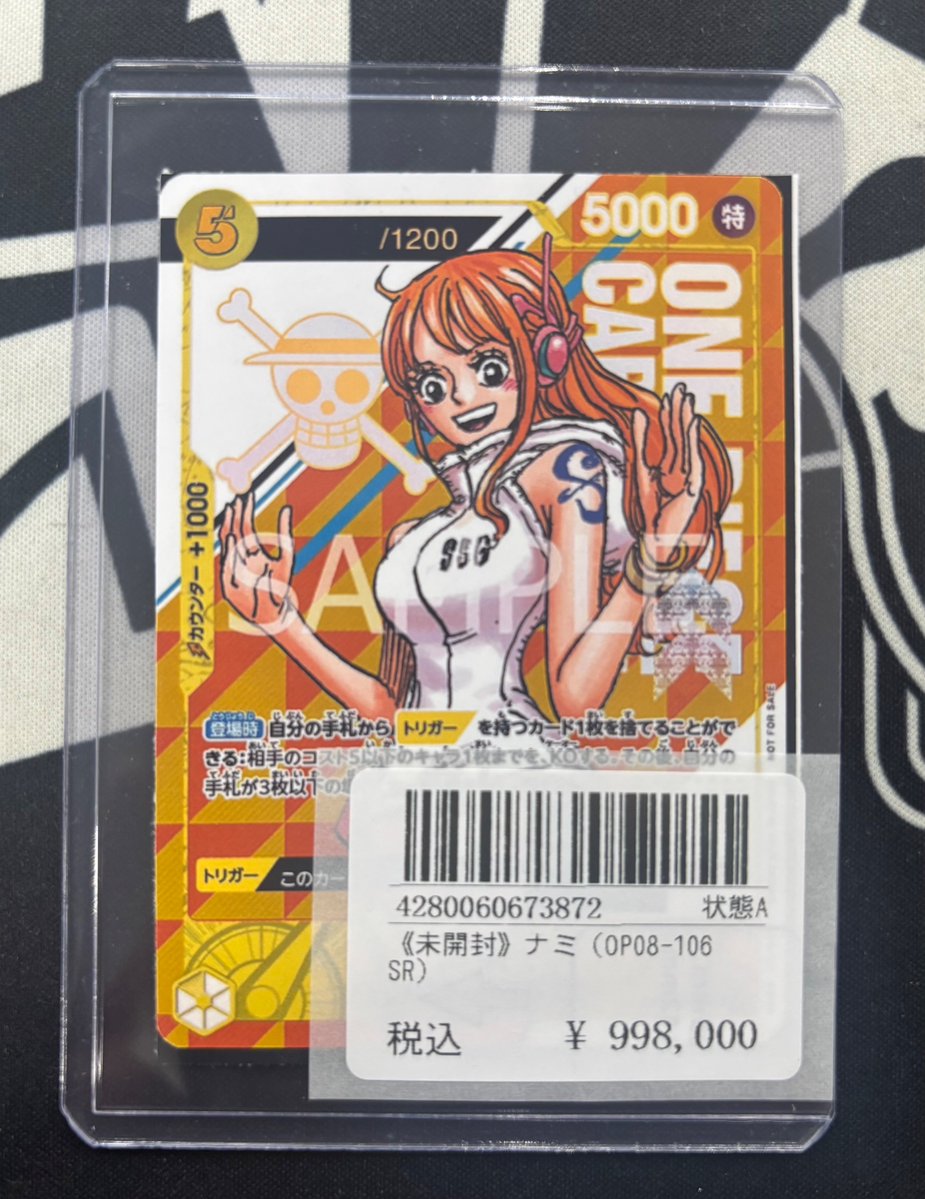 5
/1200
5000 特
ONE PIECE
CAR
カウンター +1000
SSG
SAMPLE
NOT FOR SALE
登場時 自分の手札から トリガー を持つカード1枚を捨てることがで
きる:相手のコスト5以下のキャラ1枚までを、KOする。その後、自分の
手札が3枚以下の場
トリガー このカー
4280060673872 状態A
《未開封》ナミ(OP08-106
SR)
税込 ¥ 998,000